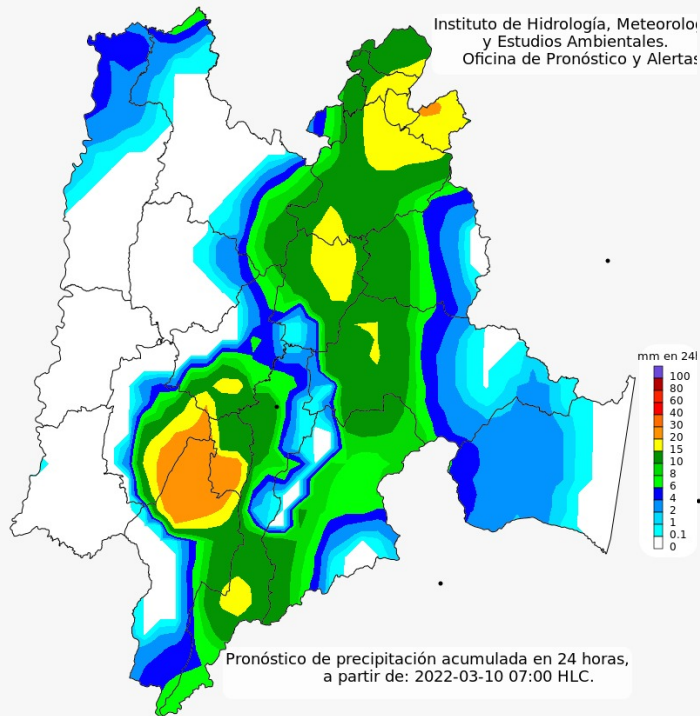 Instituto de Hidrología, Meteorolog
y Estudios Ambientales.
Oficina de Pronóstico y Alertas
mm en 24
100
80
60
40
30
20
15
10
8
6
4
2
1
0.1
0
Pronóstico de precipitación acumulada en 24 horas,
a partir de: 2022-03-10 07:00 HLC.